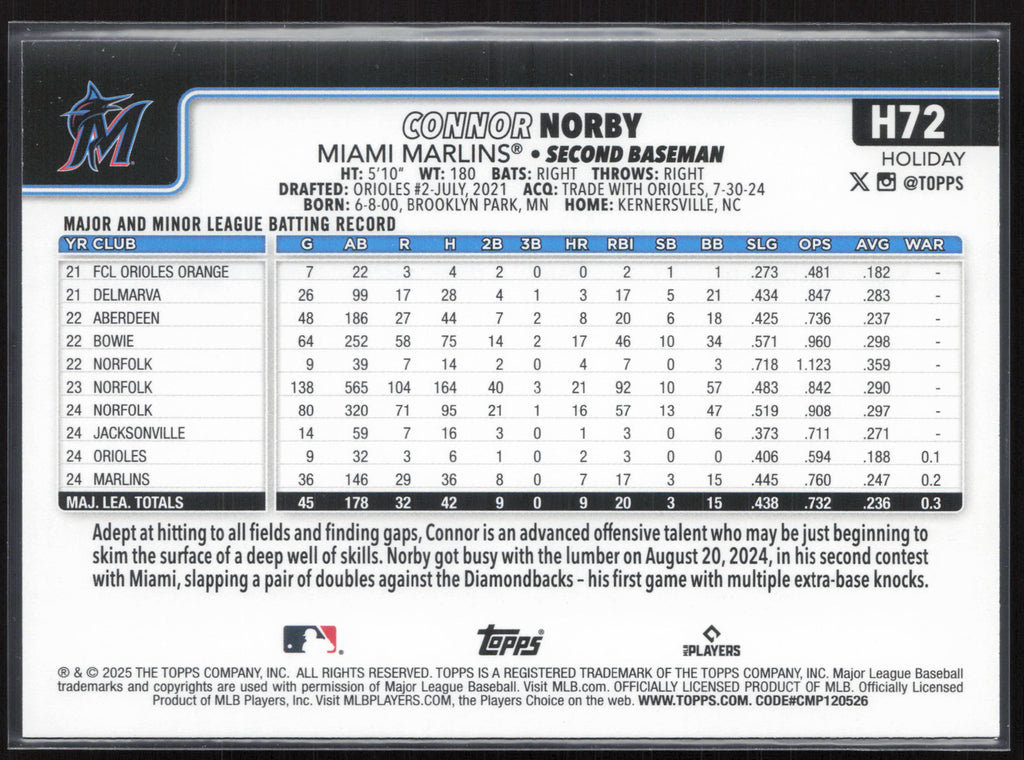 M
H72
CONNOR NORBY
MIAMI MARLINS® • SECOND BASEMAN
HOLIDAY
HT: 5'10" WT: 180 BATS: RIGHT THROWS: RIGHT
X @TOPPS
DRAFTED: ORIOLES #2-JULY, 2021 ACQ: TRADE WITH ORIOLES, 7-30-24
BORN: 6-8-00, BROOKLYN PARK, MN HOME: KERNERSVILLE, NC
MAJOR AND MINOR LEAGUE BATTING RECORD
YR CLUB G AB R H 2B 3B HR RBI SB BB SLG OPS AVG WAR
21 FCL ORIOLES ORANGE 7 22 3 4 2 0 0 2 1 1 .273 .481 .182 -
21 DELMARVA 26 99 17 28 4 1 3 17 5 21 .434 .847 .283 -
22 ABERDEEN 48 186 27 44 7 2 8 20 6 18 .425 .736 .237 -
22 BOWIE 64 252 58 75 14 2 17 46 10 34 .571 .960 .298 -
22 NORFOLK 9 39 7 14 2 0 4 7 0 3 .718 1.123 .359 -
23 NORFOLK 138 565 104 164 40 3 21 92 10 57 .483 .842 .290 -
24 NORFOLK 80 320 71 95 21 1 16 57 13 47 .519 .908 .297 -
24 JACKSONVILLE 14 59 7 16 3 0 1 3 0 6 .373 .711 .271 -
24 ORIOLES 9 32 3 6 1 0 2 3 0 0 .406 .594 .188 0.1
24 MARLINS 36 146 29 36 8 0 7 17 3 15 .445 .760 .247 0.2
MAJ. LEA. TOTALS 45 178 32 42 9 0 9 20 3 15 .438 .732 .236 0.3
Adept at hitting to all fields and finding gaps, Connor is an advanced offensive talent who may be just beginning to
skim the surface of a deep well of skills. Norby got busy with the lumber on August 20, 2024, in his second contest
with Miami, slapping a pair of doubles against the Diamondbacks – his first game with multiple extra-base knocks.
Topps®
MLB PLAYERS
® & © 2025 THE TOPPS COMPANY, INC. ALL RIGHTS RESERVED. TOPPS IS A REGISTERED TRADEMARK OF THE TOPPS COMPANY, INC. Major League Baseball
trademarks and copyrights are used with permission of Major League Baseball. Visit MLB.com. OFFICIALLY LICENSED PRODUCT OF MLB. Officially Licensed
Product of MLB Players, Inc. Visit MLBPLAYERS.COM, the Players Choice on the web. WWW.TOPPS.COM. CODE#CMP120526